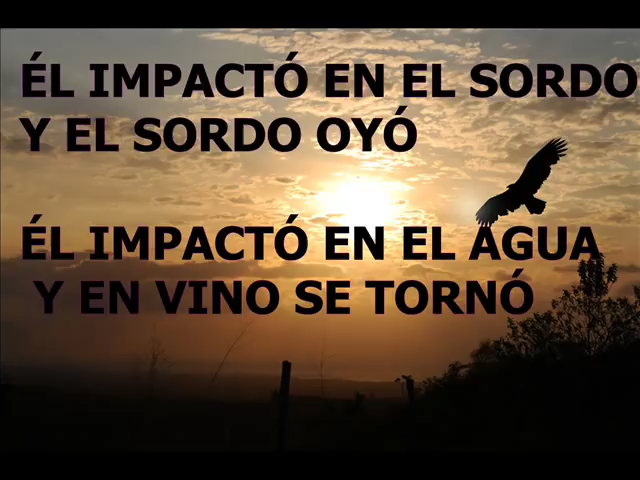 ÉL IMPACTÓ EN EL SORDO
Y EL SORDO OYÓ
ÉL IMPACTÓ EN EL AGUA
Y EN VINO SE TORNÓ